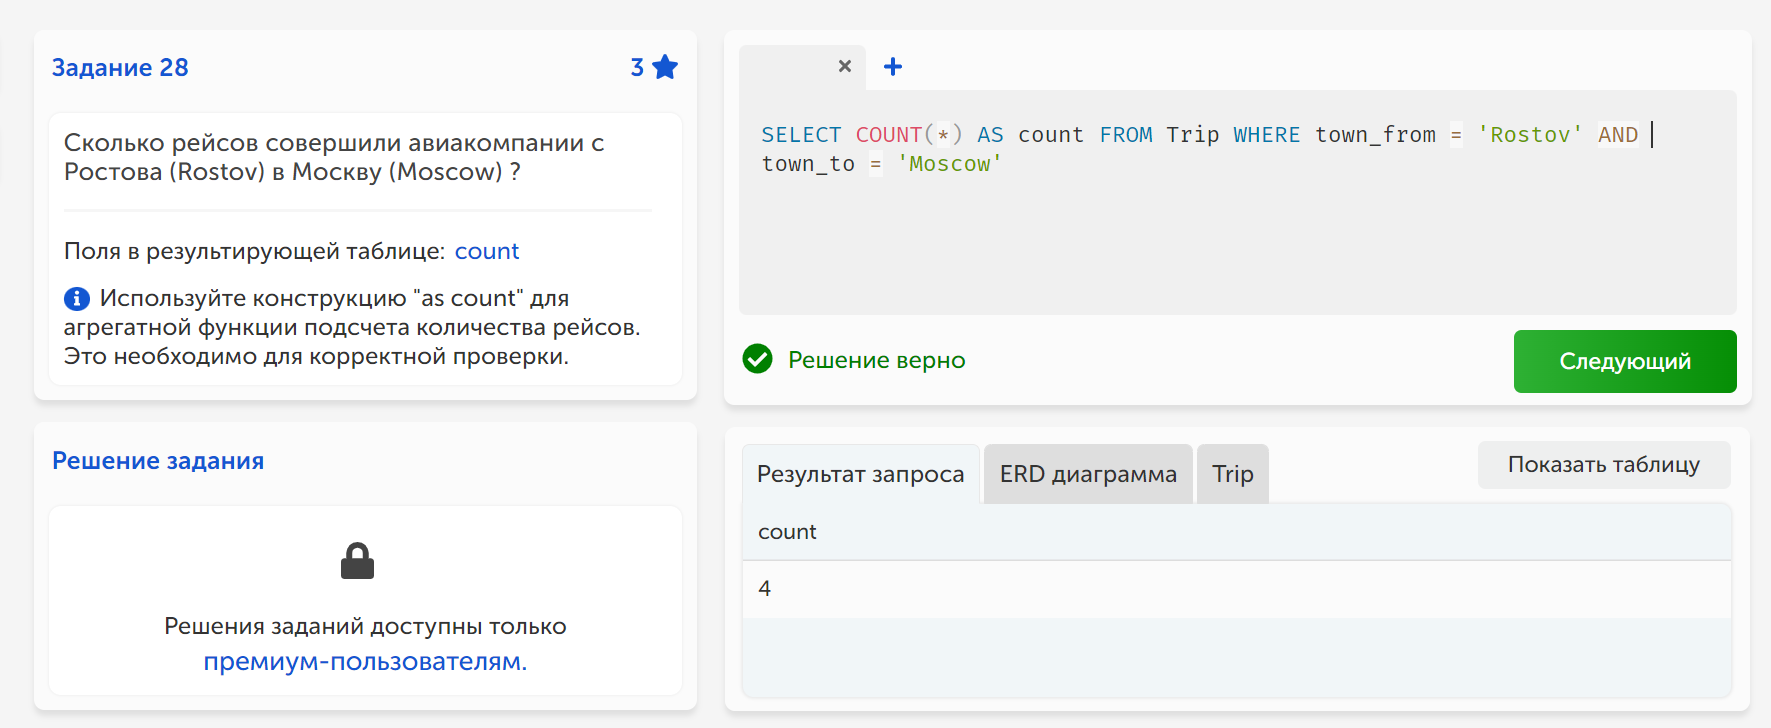 Задание 28
3
Сколько рейсов совершили авиакомпании с
Ростова (Rostov) в Москву (Moscow) ?
Поля в результирующей таблице: count
Используйте конструкцию "as count" для
агрегатной функции подсчета количества рейсов.
Это необходимо для корректной проверки.
Решение задания
Решения заданий доступны только
премиум-пользователям.
SELECT COUNT(*) AS count FROM Trip WHERE town_from = 'Rostov' AND
town_to = 'Moscow'
Решение верно
Следующий
Результат запроса
ERD диаграмма
Trip
Показать таблицу
count
4